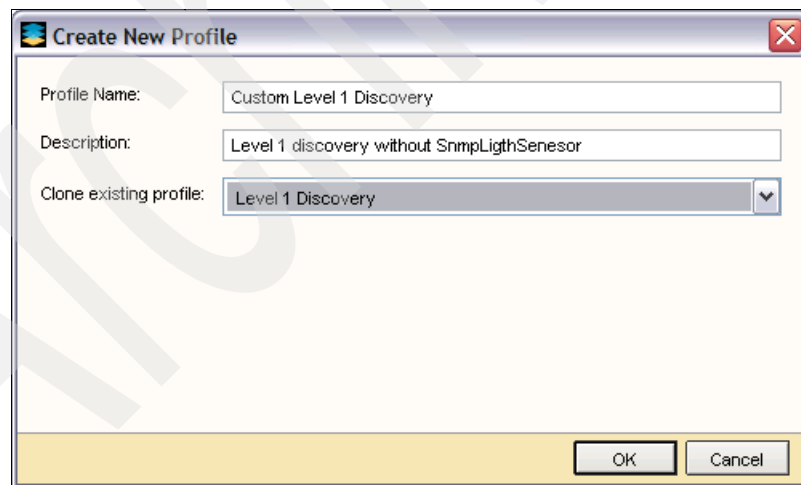 Create New Profile
Profile Name: Custom Level 1 Discovery
Description: Level 1 discovery without SnmpLigthSenesor
Clone existing profile: Level 1 Discovery
OK Cancel